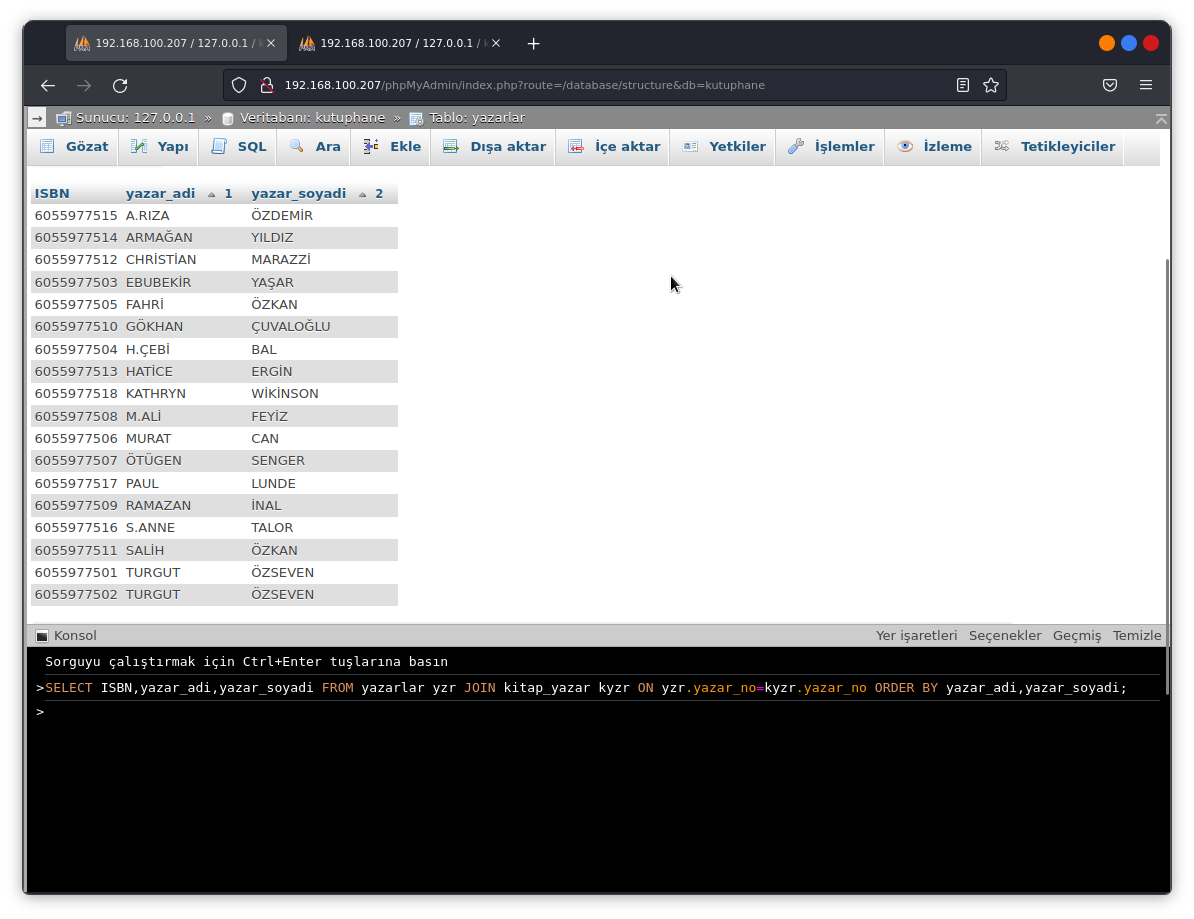 192.168.100.207 / 127.0.0.1 / 192.168.100.207 / 127.0.0.1 /
192.168.100.207/phpMyAdmin/index.php?route=/database/structure&db=kutuphane
Sunucu: 127.0.0.1 » Veritabanı: kutuphane » Tablo: yazarlar
Gözat Yapı SQL Ara Ekle Dışa aktar İçe aktar Yetkiler İşlemler İzleme Tetikleyiciler
ISBN yazar_adi 1 yazar_soyadi 2
6055977515 A.RIZA ÖZDEMİR
6055977514 ARMAĞAN YILDIZ
6055977512 CHRİSTİAN MARAZZİ
6055977503 EBUBEKİR YAŞAR
6055977505 FAHRİ ÖZKAN
6055977510 GÖKHAN ÇUVALOĞLU
6055977504 H.ÇEBİ BAL
6055977513 HATİCE ERGİN
6055977518 KATHRYN WİKİNSON
6055977508 M.ALİ FEYİZ
6055977506 MURAT CAN
6055977507 ÖTÜGEN SENGER
6055977517 PAUL LUNDE
6055977509 RAMAZAN İNAL
6055977516 S.ANNE TALOR
6055977511 SALİH ÖZKAN
6055977501 TURGUT ÖZSEVEN
6055977502 TURGUT ÖZSEVEN
Konsol Yer işaretleri Seçenekler Geçmiş Temizle
Sorguyu çalıştırmak için Ctrl+Enter tuşlarına basın
>SELECT ISBN,yazar_adi,yazar_soyadi FROM yazarlar yzr JOIN kitap_yazar kyzr ON yzr.yazar_no=kyzr.yazar_no ORDER BY yazar_adi,yazar_soyadi;
>